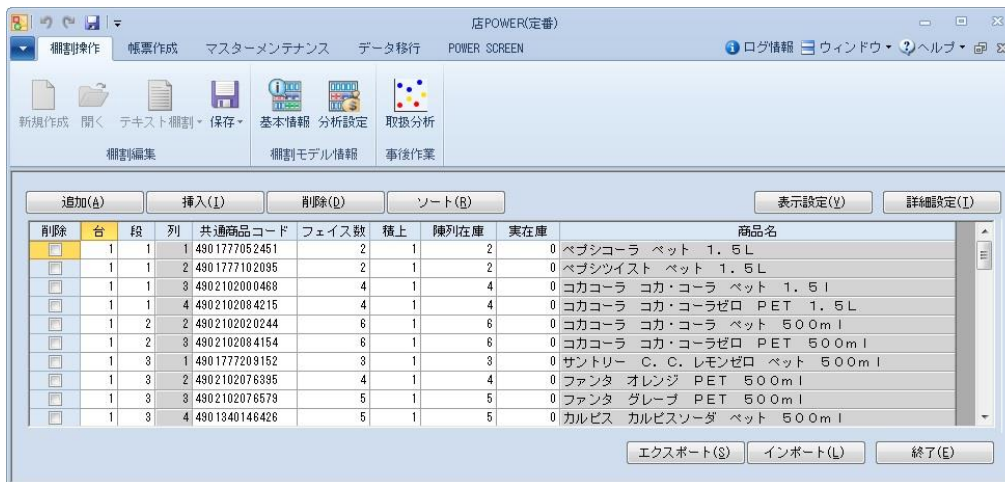 店POWER(定番)
棚割操作 帳票作成 マスターメンテナンス データ移行 POWER SCREEN ログ情報 ウィンドウ ヘルプ
新規作成 開く テキスト棚割 保存 基本情報 分析設定 取扱分析
棚割編集 棚割モデル情報 事後作業
追加(A) 挿入(I) 削除(D) ソート(R) 表示設定(V) 詳細設定(T)
削除 台 段 列 共通商品コード フェイス数 積上 陳列在庫 実在庫 商品名
1 1 1 4901777052451 2 1 2 0 ペプシコーラ ペット 1.5L
1 1 2 4901777102095 2 1 2 0 ペプシツイスト ペット 1.5L
1 1 3 4902102000468 4 1 4 0 コカコーラ コカ・コーラ ペット 1.5l
1 1 4 4902102084215 4 1 4 0 コカコーラ コカ・コーラゼロ PET 1.5L
1 2 2 4902102020244 6 1 6 0 コカコーラ コカ・コーラ ペット 500ml
1 2 3 4902102084154 6 1 6 0 コカコーラ コカ・コーラゼロ PET 500ml
1 3 1 4901777209152 3 1 3 0 サントリー C.C.レモンゼロ ペット 500ml
1 3 2 4902102076395 4 1 4 0 ファンタ オレンジ PET 500ml
1 3 3 4902102076579 5 1 5 0 ファンタ グレープ PET 500ml
1 3 4 4901340146426 5 1 5 0 カルピス カルピスソーダ ペット 500ml
エクスポート(S) インポート(L) 終了(E)